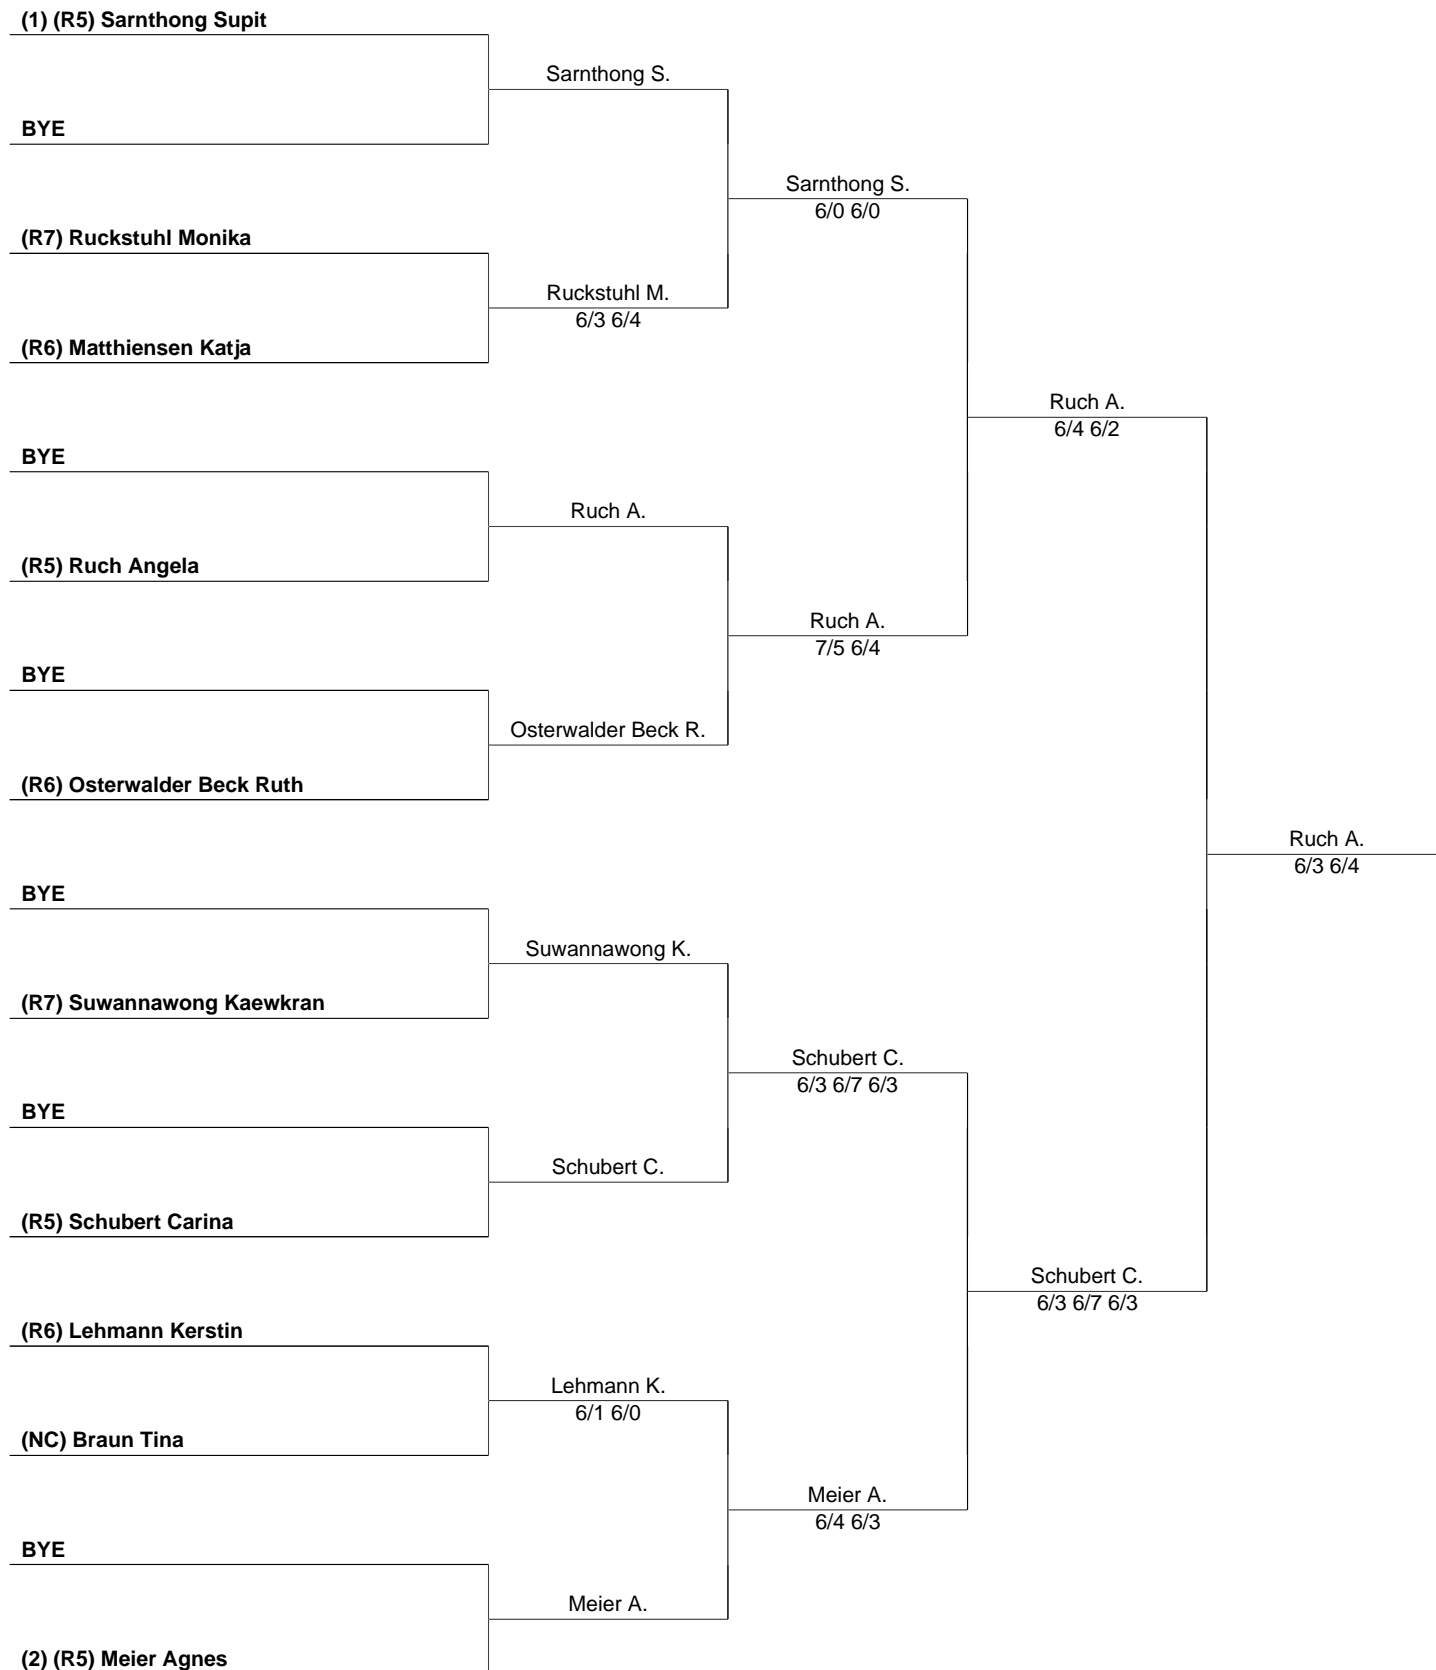 (1) (R5) Sarnthong Supit
Sarnthong S.
BYE
Sarnthong S.
6/0 6/0
(R7) Ruckstuhl Monika
Ruckstuhl M.
6/3 6/4
(R6) Matthiensen Katja
Ruch A.
6/4 6/2
BYE
Ruch A.
(R5) Ruch Angela
Ruch A.
7/5 6/4
BYE
Osterwalder Beck R.
(R6) Osterwalder Beck Ruth
Ruch A.
6/3 6/4
BYE
Suwannawong K.
(R7) Suwannawong Kaewkran
Schubert C.
6/3 6/7 6/3
BYE
Schubert C.
(R5) Schubert Carina
Schubert C.
6/3 6/7 6/3
(R6) Lehmann Kerstin
Lehmann K.
6/1 6/0
(NC) Braun Tina
Meier A.
6/4 6/3
BYE
Meier A.
(2) (R5) Meier Agnes